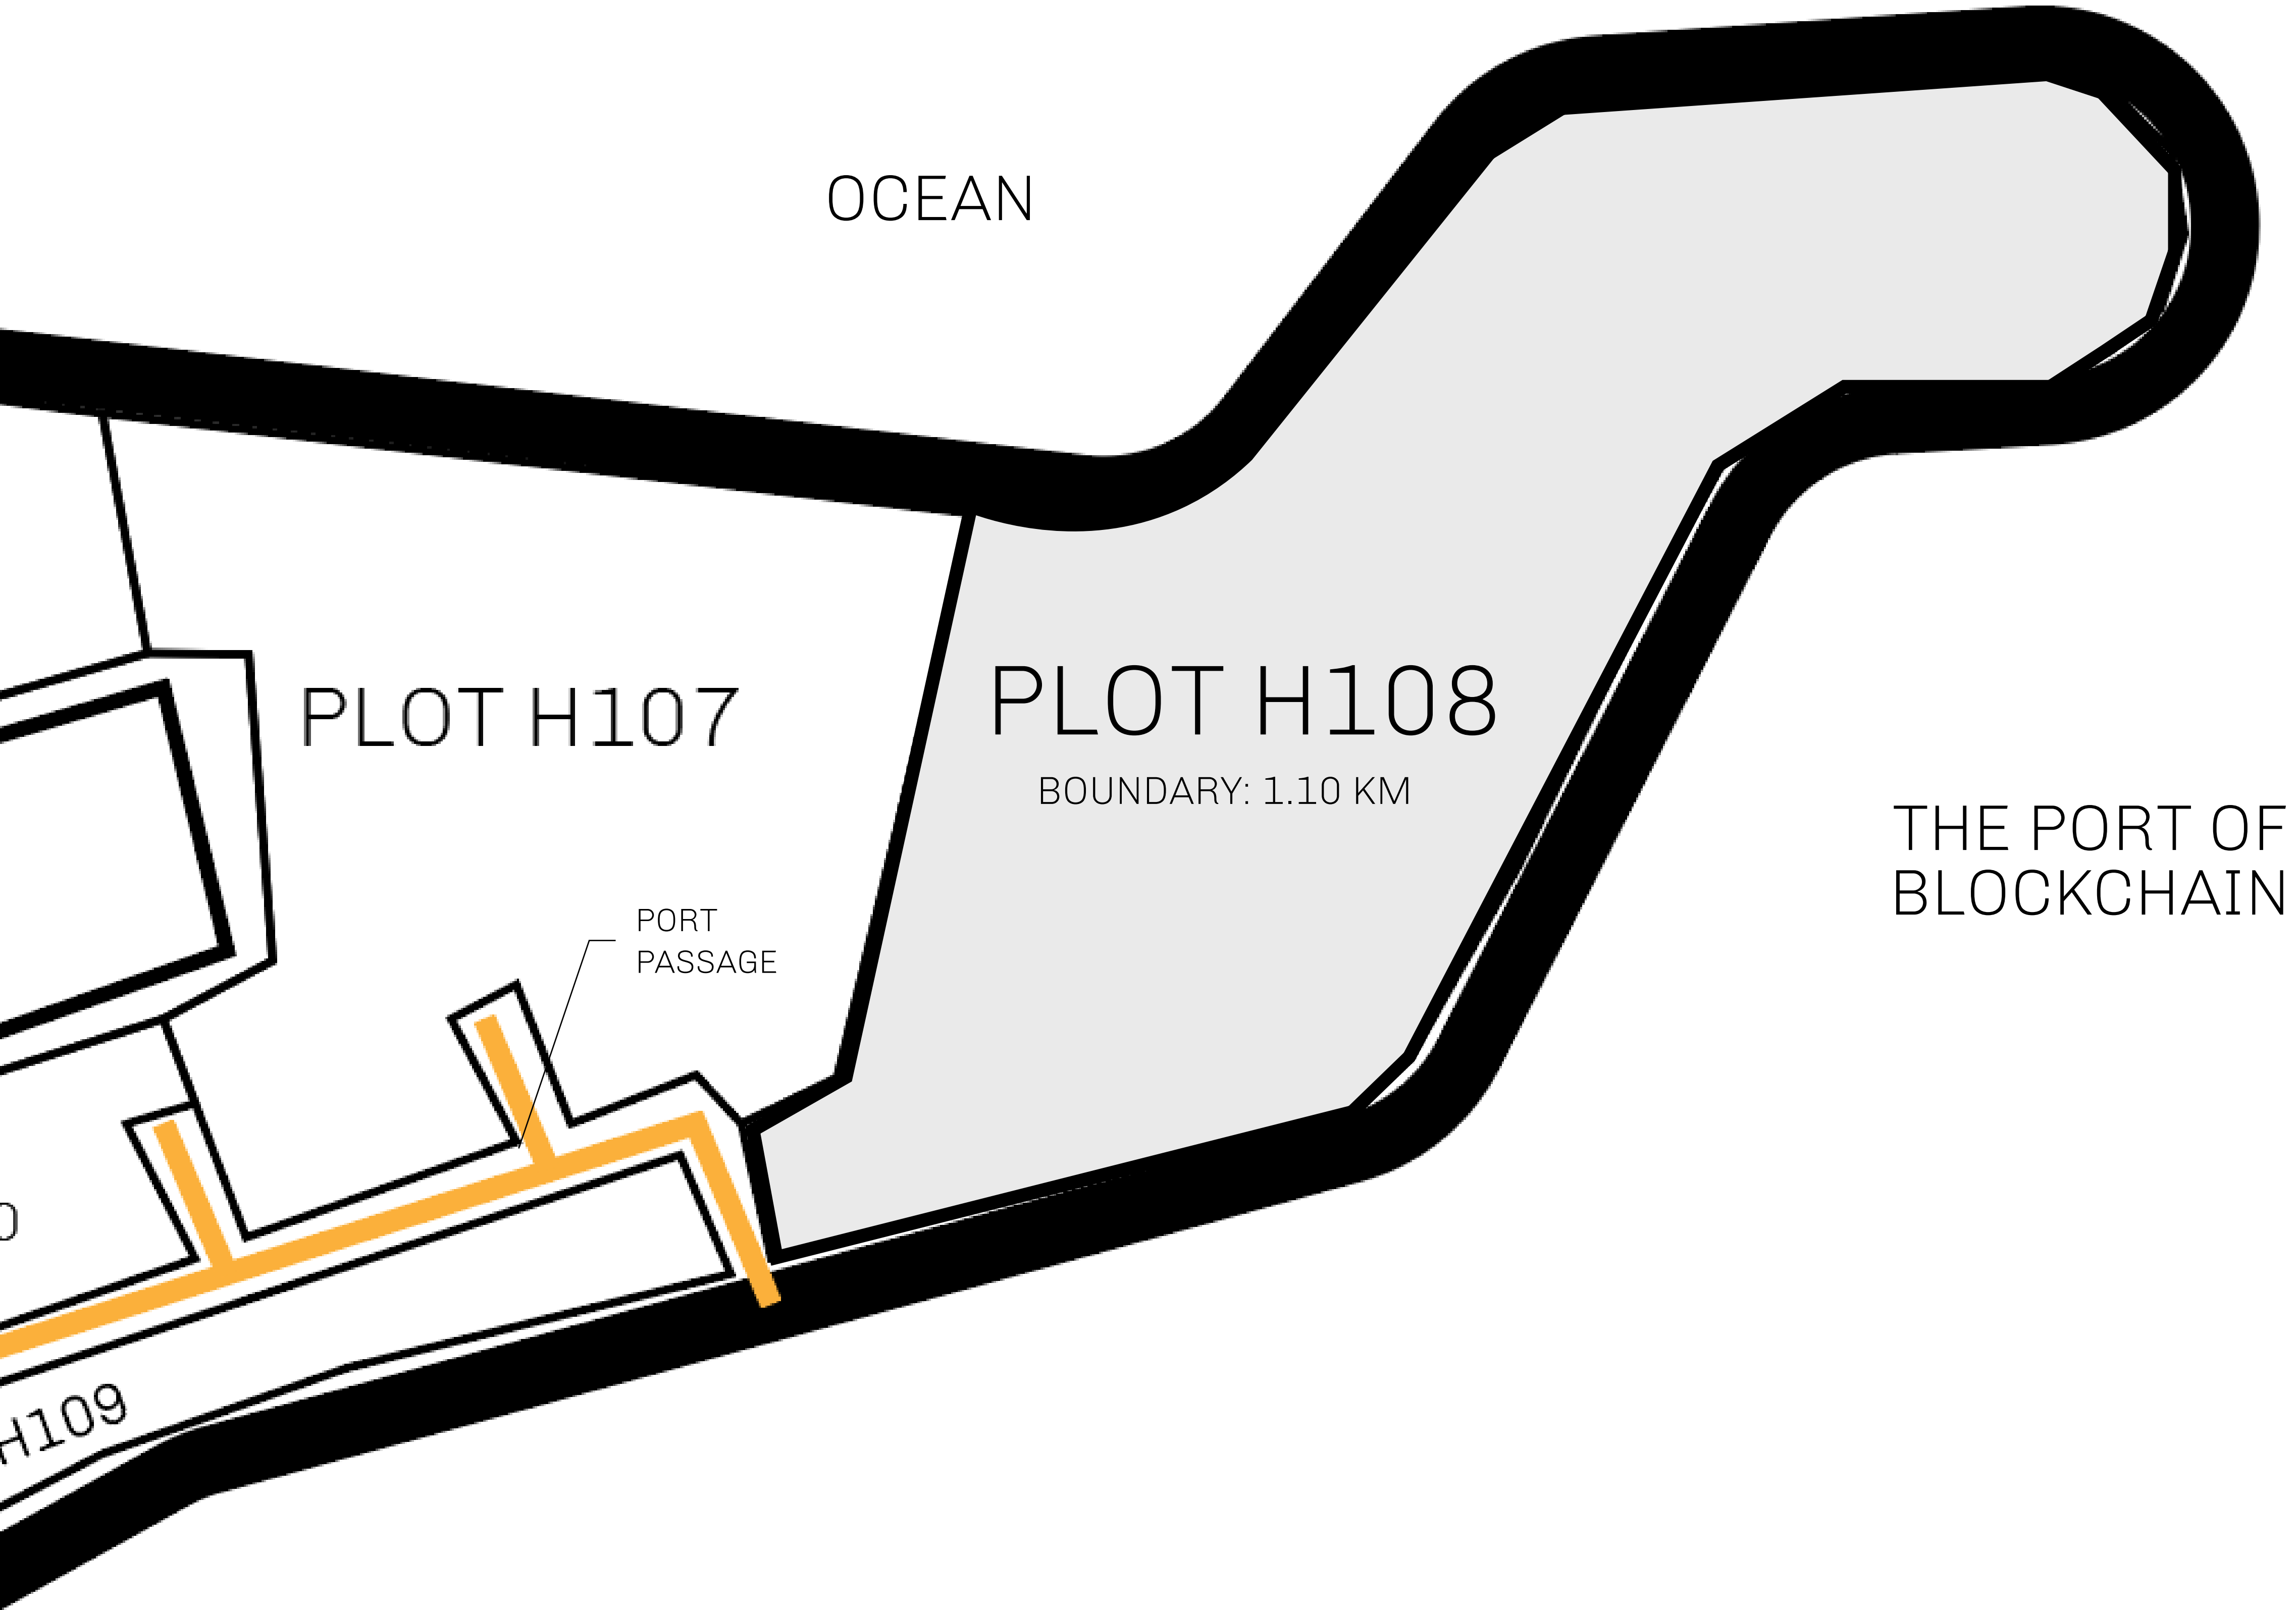 OCEAN
PLOT H107
PLOT H108
BOUNDARY: 1.10 KM
THE PORT OF
BLOCKCHAIN
PORT
PASSAGE
H109